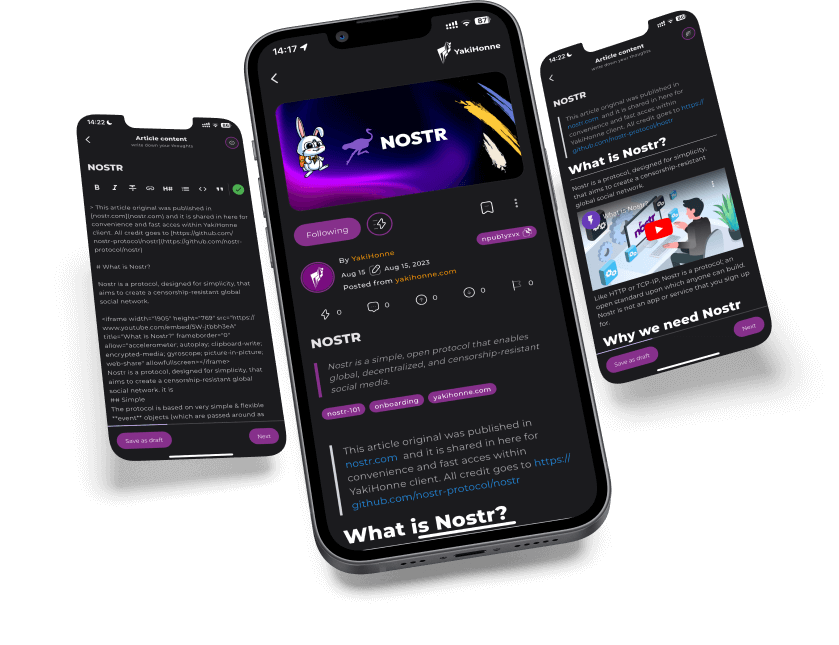 14:22
Article content
write down your thoughts
NOSTR
B I H#
> This article original was published in
[nostr.com](nostr.com) and it is shared in here for
convenience and fast acces within YakiHonne
client. All credit goes to [https://github.com/
nostr-protocol/nostr](https://github.com/nostr-
protocol/nostr)
# What is Nostr?
Nostr is a protocol, designed for simplicity, that
aims to create a censorship-resistant global
social network.
<iframe width="1905" height="769" src="https://
www.youtube.com/embed/5W-jtbbh3eA"
title="What is Nostr?" frameborder="0"
allow="accelerometer; autoplay; clipboard-write;
encrypted-media; gyroscope; picture-in-picture;
web-share" allowfullscreen></iframe>
Nostr is a protocol, designed for simplicity, that
aims to create a censorship-resistant global
social network. it is
## Simple
The protocol is based on very simple & flexible
**event** objects (which are passed around as
Save as draft
Next
14:17
87
YakiHonne
NOSTR
Following
npub1yzvx
By YakiHonne
Aug 15 Aug 15, 2023
Posted from yakihonne.com
0 0 0 0 0
NOSTR
Nostr is a simple, open protocol that enables
global, decentralized, and censorship-resistant
social media.
nostr-101 onboarding yakihonne.com
This article original was published in
nostr.com and it is shared in here for
convenience and fast acces within
YakiHonne client. All credit goes to https://
github.com/nostr-protocol/nostr
What is Nostr?
14:22
86
Article content
write down your thoughts
NOSTR
This article original was published in
nostr.com and it is shared in here for
convenience and fast acces within
YakiHonne client. All credit goes to https://
github.com/nostr-protocol/nostr
What is Nostr?
Nostr is a protocol, designed for simplicity,
that aims to create a censorship-resistant
global social network.
What is Nostr?
nostr
Like HTTP or TCP-IP, Nostr is a protocol; an
open standard upon which anyone can build.
Nostr is not an app or service that you sign up
for.
Why we need Nostr
Save as draft
Next